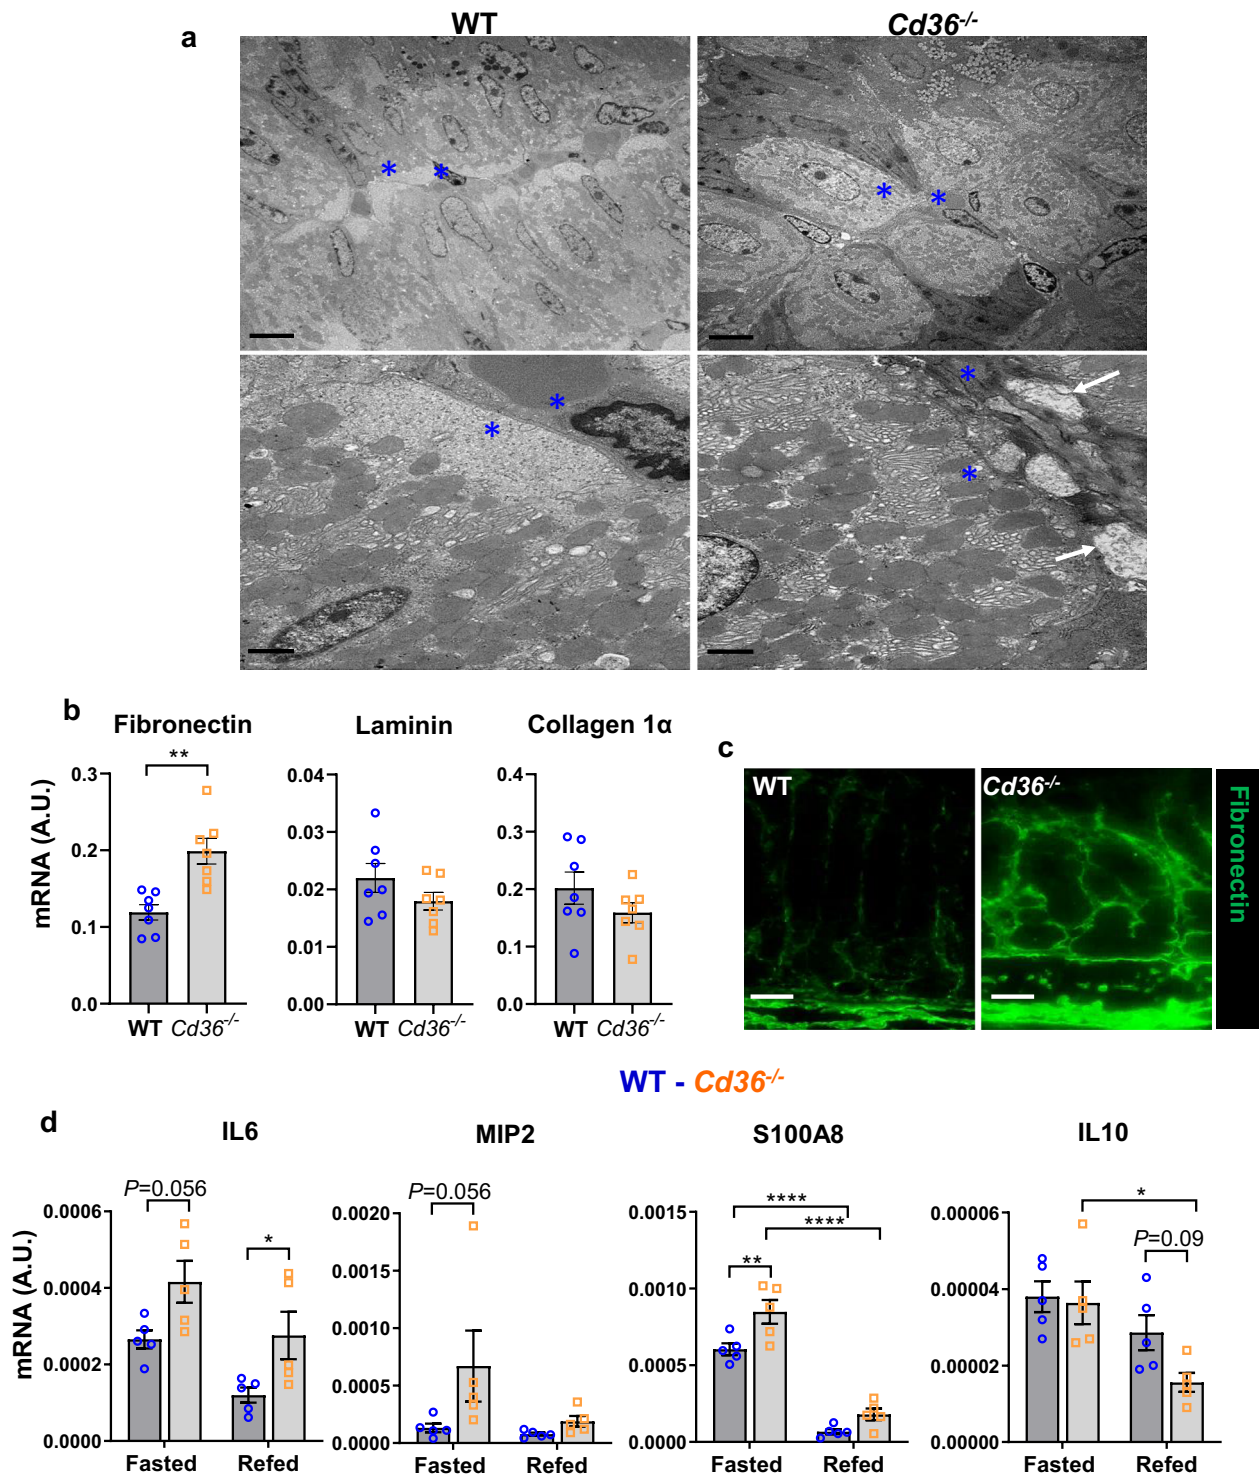 WT
Cd36-/-
a
b
Fibronectin
Laminin
Collagen 1α
c
**
mRNA (A.U.)
0.3
0.2
0.1
0.0
0.04
0.03
0.02
0.01
0.00
0.4
0.3
0.2
0.1
0.0
WT
Cd36-/-
Fibronectin
WT Cd36-/-
WT Cd36-/-
WT Cd36-/-
WT - Cd36-/-
d
IL6
MIP2
S100A8
IL10
mRNA (A.U.)
P=0.056
*
0.0006
0.0004
0.0002
0.0000
Fasted Refed
P=0.056
0.0020
0.0015
0.0010
0.0005
0.0000
Fasted Refed
****
****
**
0.0015
0.0010
0.0005
0.0000
Fasted Refed
*
P=0.09
0.00006
0.00004
0.00002
0.00000
Fasted Refed